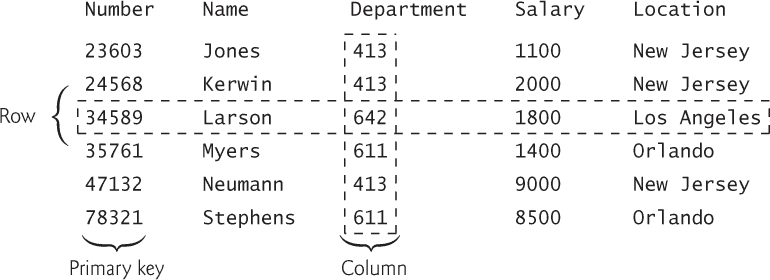 Number Name Department Salary Location
23603 Jones 413 1100 New Jersey
24568 Kerwin 413 2000 New Jersey
Row 34589 Larson 642 1800 Los Angeles
35761 Myers 611 1400 Orlando
47132 Neumann 413 9000 New Jersey
78321 Stephens 611 8500 Orlando
Primary key Column